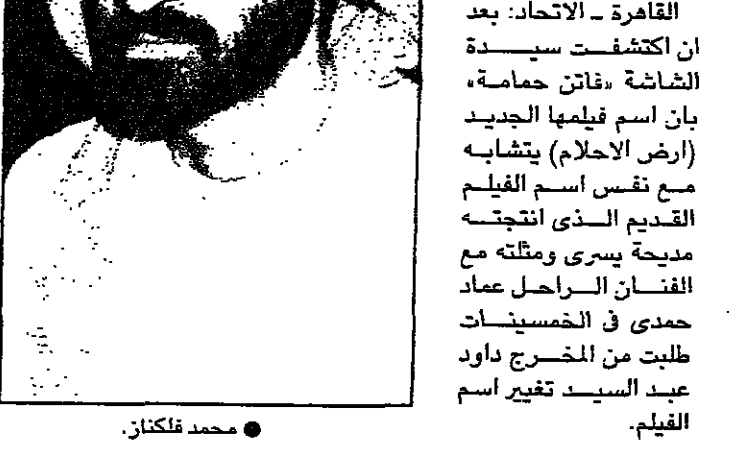 القاهرة ـ الاتحاد: بعد
ان اكتشفت سيدة
الشاشة «فاتن حمامة»
بان اسم فيلمها الجديد
(ارض الاحلام) يتشابه
مع نفس اسم الفيلم
القديم الذى انتجته
مديحة يسرى ومثلته مع
الفنان الراحل عماد
حمدى فى الخمسينات
طلبت من المخرج داود
عبد السيد تغيير اسم
الفيلم.
● محمد قلكناز.